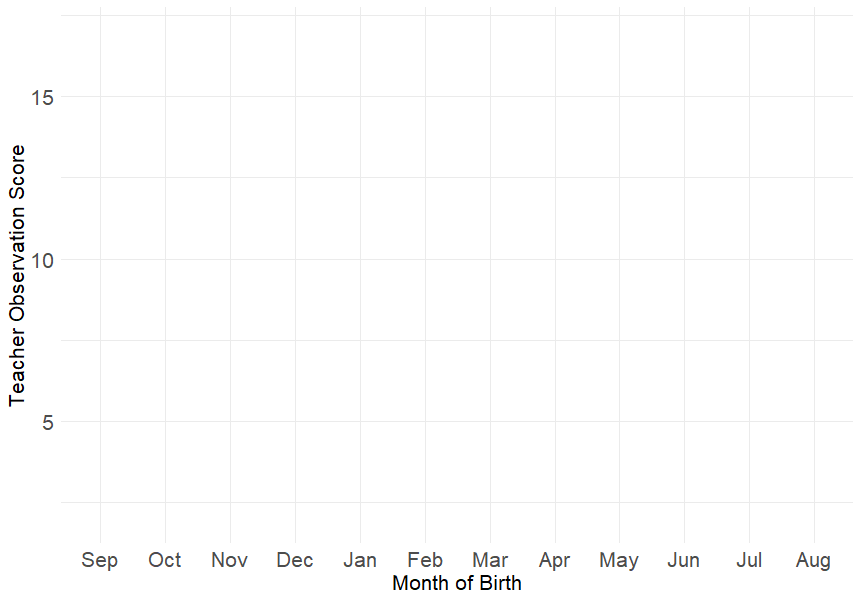 Teacher Observation Score
15
10
5
Sep Oct Nov Dec Jan Feb Mar Apr May Jun Jul Aug
Month of Birth